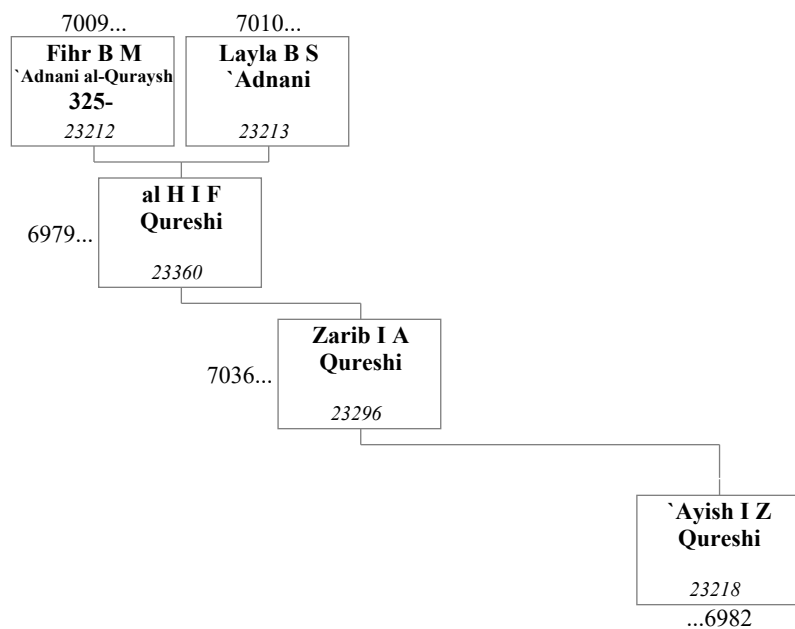 7009...
7010...
Fihr B M
`Adnani al-Quraysh
325-
23212
Layla B S
`Adnani
23213
al H I F
Qureshi
6979...
23360
Zarib I A
Qureshi
7036...
23296
`Ayish I Z
Qureshi
23218
...6982